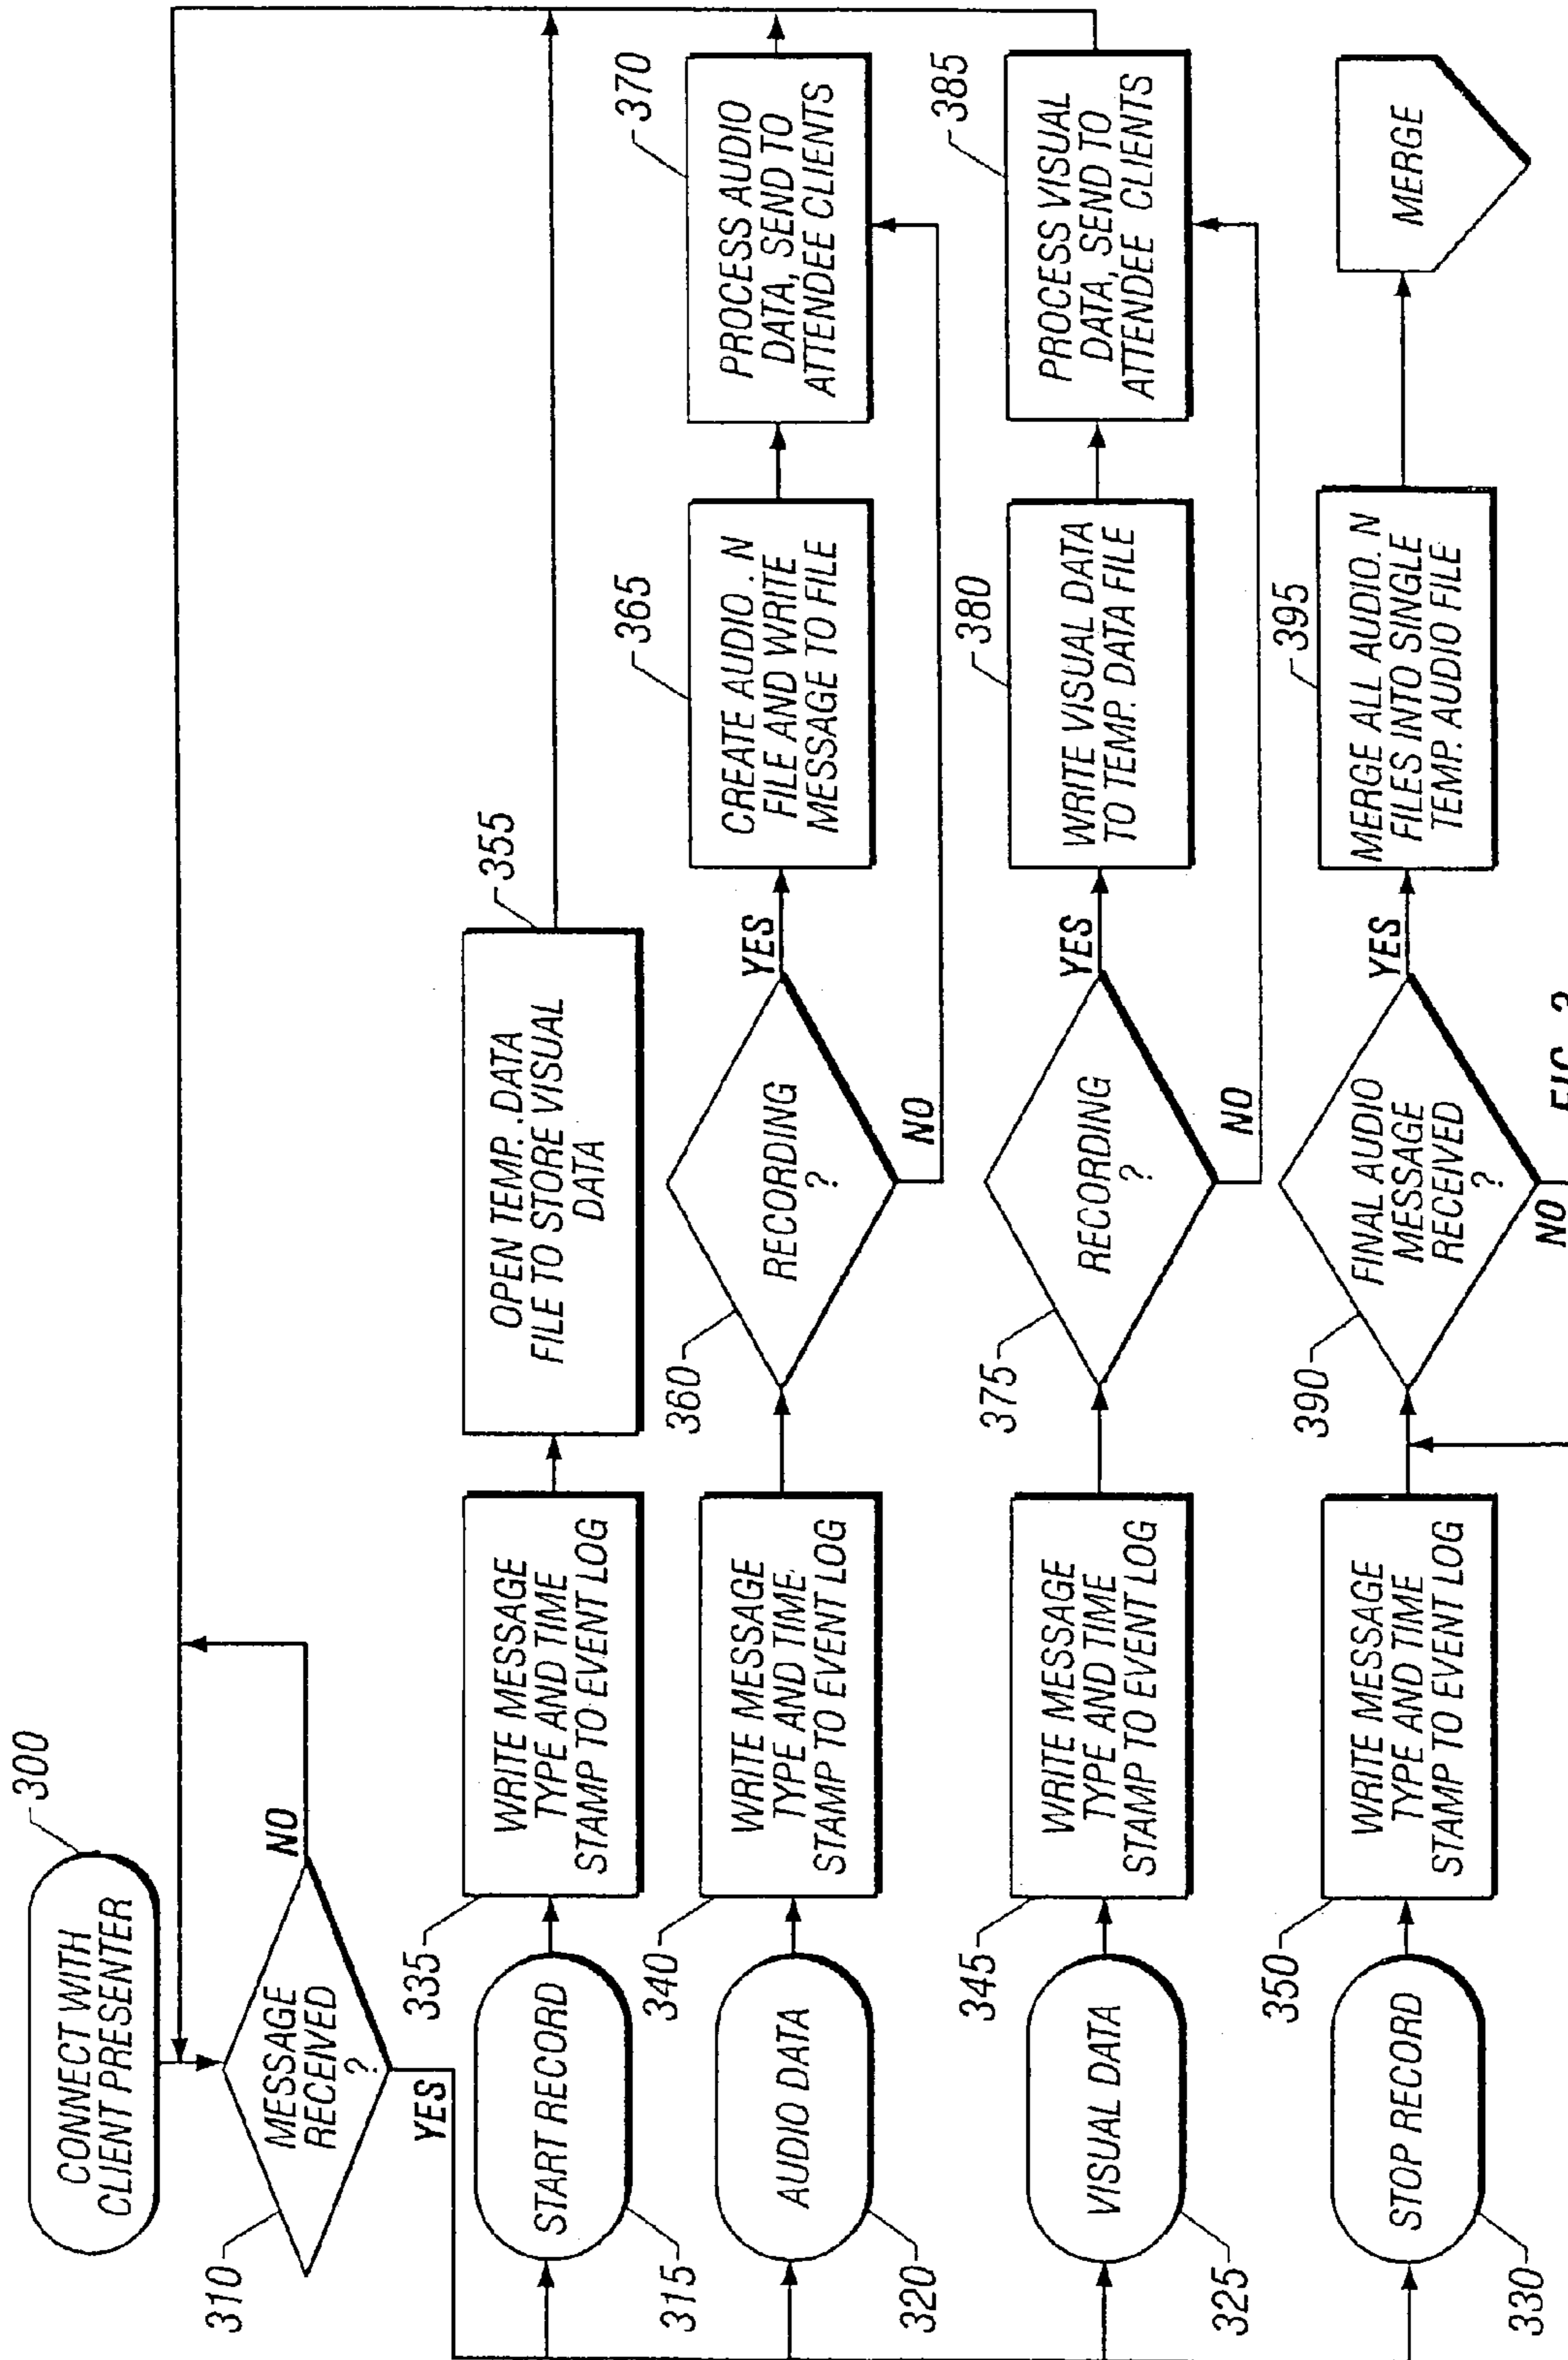 300
CONNECT WITH
CLIENT PRESENTER
310
MESSAGE
RECEIVED
?
NO
YES
START RECORD
315
335
WRITE MESSAGE
TYPE AND TIME
STAMP TO EVENT LOG
355
OPEN TEMP. DATA
FILE TO STORE VISUAL
DATA
AUDIO DATA
320
340
WRITE MESSAGE
TYPE AND TIME
STAMP TO EVENT LOG
360
RECORDING
?
YES
NO
365
CREATE AUDIO . N
FILE AND WRITE
MESSAGE TO FILE
370
PROCESS AUDIO
DATA, SEND TO
ATTENDEE CLIENTS
VISUAL DATA
325
345
WRITE MESSAGE
TYPE AND TIME
STAMP TO EVENT LOG
375
RECORDING
?
YES
NO
380
WRITE VISUAL DATA
TO TEMP. DATA FILE
385
PROCESS VISUAL
DATA, SEND TO
ATTENDEE CLIENTS
STOP RECORD
330
350
WRITE MESSAGE
TYPE AND TIME
STAMP TO EVENT LOG
390
FINAL AUDIO
MESSAGE
RECEIVED
?
YES
NO
395
MERGE ALL AUDIO. N
FILES INTO SINGLE
TEMP. AUDIO FILE
MERGE
FIG.